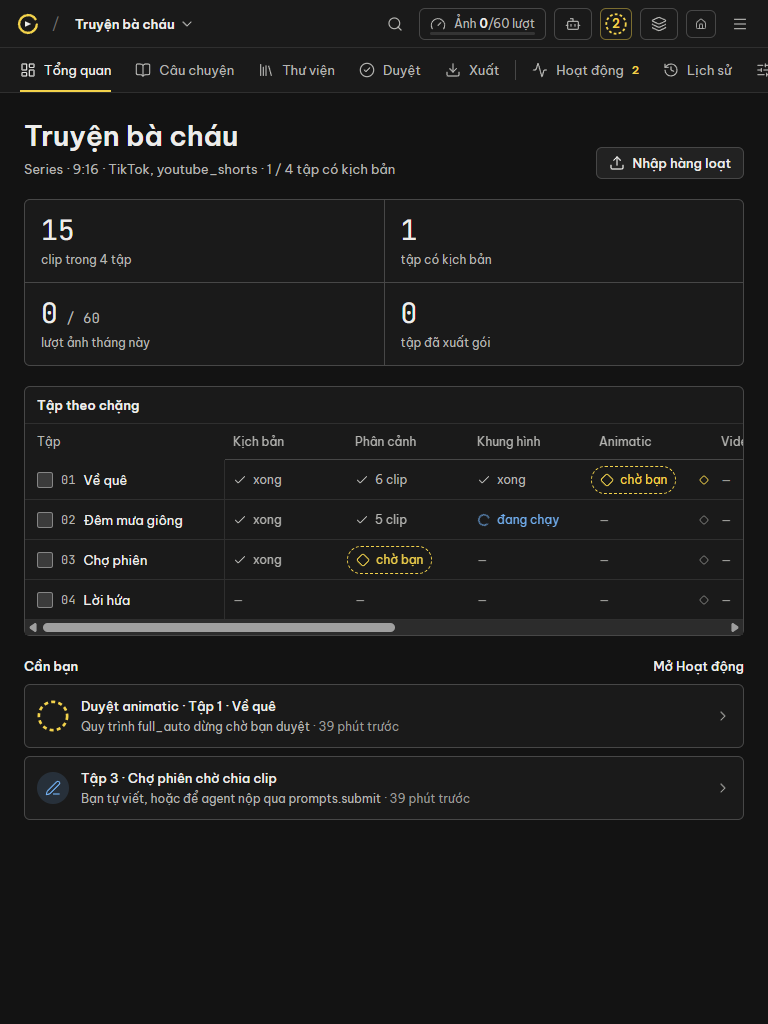 / Truyện bà cháu
Ảnh 0/60 lượt
2
Tổng quan
Câu chuyện
Thư viện
Duyệt
Xuất
Hoạt động 2
Lịch sử
Truyện bà cháu
Series · 9:16 · TikTok, youtube_shorts · 1 / 4 tập có kịch bản
Nhập hàng loạt
15
clip trong 4 tập
1
tập có kịch bản
0 / 60
lượt ảnh tháng này
0
tập đã xuất gói
Tập theo chặng
Tập Kịch bản Phân cảnh Khung hình Animatic
01 Về quê xong 6 clip xong chờ bạn –
02 Đêm mưa giông xong 5 clip đang chạy – –
03 Chợ phiên xong chờ bạn – – –
04 Lời hứa – – – – –
Cần bạn
Mở Hoạt động
Duyệt animatic · Tập 1 · Về quê
Quy trình full_auto dừng chờ bạn duyệt · 39 phút trước
Tập 3 · Chợ phiên chờ chia clip
Bạn tự viết, hoặc để agent nộp qua prompts.submit · 39 phút trước